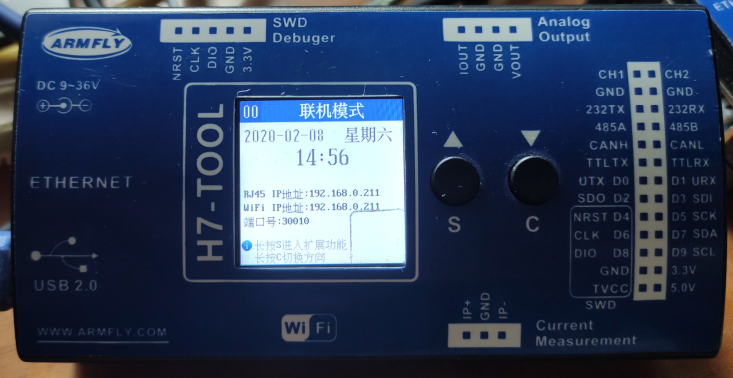 ARMFLY
DC 9~36V
ETHERNET
USB 2.0
WWW.ARMFLY.COM
SWD
Debuger
NRST
CLK
DIO
GND
3.3V
H7-TOOL
00 联机模式
2020-02-08 星期六
14:56
RJ45 IP地址:192.168.0.211
WiFi IP地址:192.168.0.211
端口号:30010
长按S进入扩展功能
长按C切换方向
WiFi
S
C
Analog
Output
IOUT
GND
GND
VOUT
CH1 CH2
GND GND
232TX 232RX
485A 485B
CANH CANL
TTLTX TTLRX
UTX D0 D1 URX
SDO D2 D3 SDI
NRST D4 D5 SCK
CLK D6 D7 SDA
DIO D8 D9 SCL
GND 3.3V
TVCC 5.0V
SWD
IP+
GND
IP-
Current
Measurement